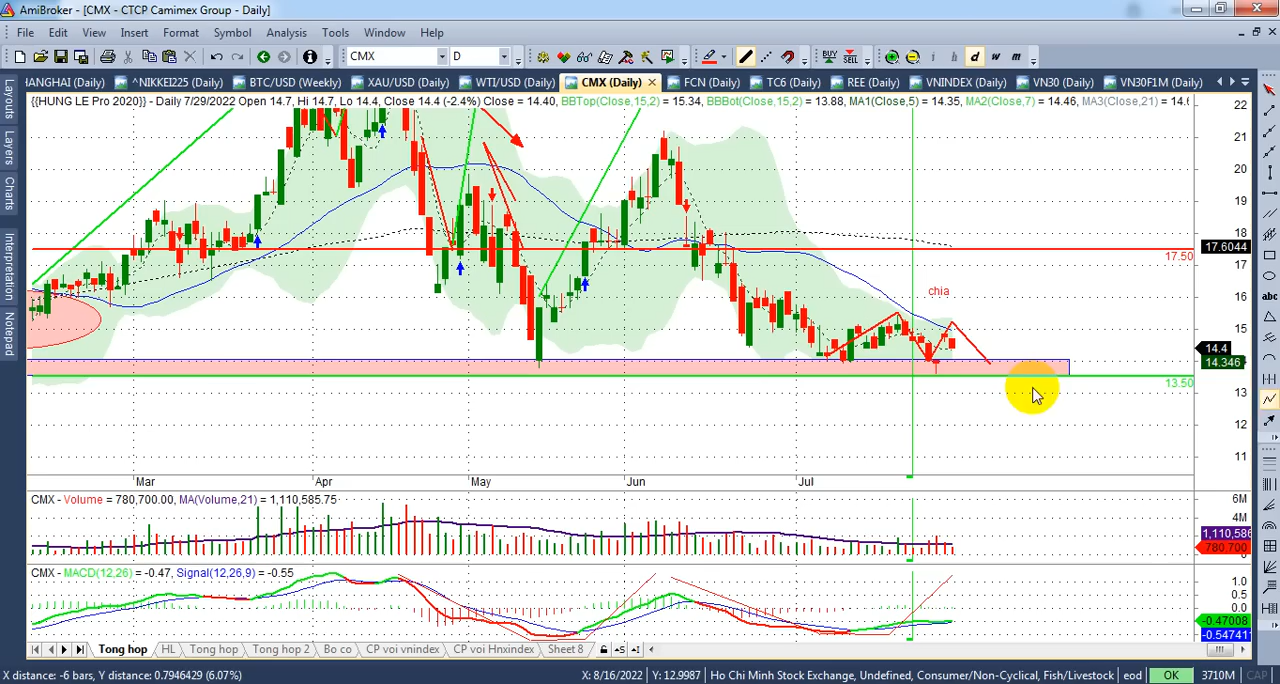 AmiBroker - [CMX - CTCP Camimex Group - Daily]
File Edit View Insert Format Symbol Analysis Tools Window Help
CMX D BUY SELL i h d w m
HANGHAI (Daily) ^NIKKEI225 (Daily) BTC/USD (Weekly) XAU/USD (Daily) WTI/USD (Daily) CMX (Daily) FCN (Daily) TC6 (Daily) REE (Daily) VNINDEX (Daily) VN30 (Daily) VN30F1M (Daily)
Layouts
Layers
Charts
Interpretation
Notepad
{{HUNG LE Pro 2020}} - Daily 7/29/2022 Open 14.7, Hi 14.7, Lo 14.4, Close 14.4 (-2.4%) Close = 14.40, BBTop(Close,15,2) = 15.34, BBBot(Close,15,2) = 13.88, MA1(Close,5) = 14.35, MA2(Close,7) = 14.46, MA3(Close,21) = 14.6
22
21
20
19
18
17.6044
17.50
17
chia
16
15
14.4
14.346
13.50
13
12
11
Mar Apr May Jun Jul
CMX - Volume = 780,700.00, MA(Volume,21) = 1,110,585.75
6M
4M
1,110,586
780,700
CMX - MACD(12,26) = -0.47, Signal(12,26,9) = -0.55
1.0
0.5
0.0
-0.47008
-0.54741
Tong hop HL Tong hop Tong hop 2 Bo co CP voi vnindex CP voi Hnxindex Sheet 8
X distance: -6 bars, Y distance: 0.7946429 (6.07%) X: 8/16/2022 Y: 12.9987 Ho Chi Minh Stock Exchange, Undefined, Consumer/Non-Cyclical, Fish/Livestock eod OK 3710M CAP
abc